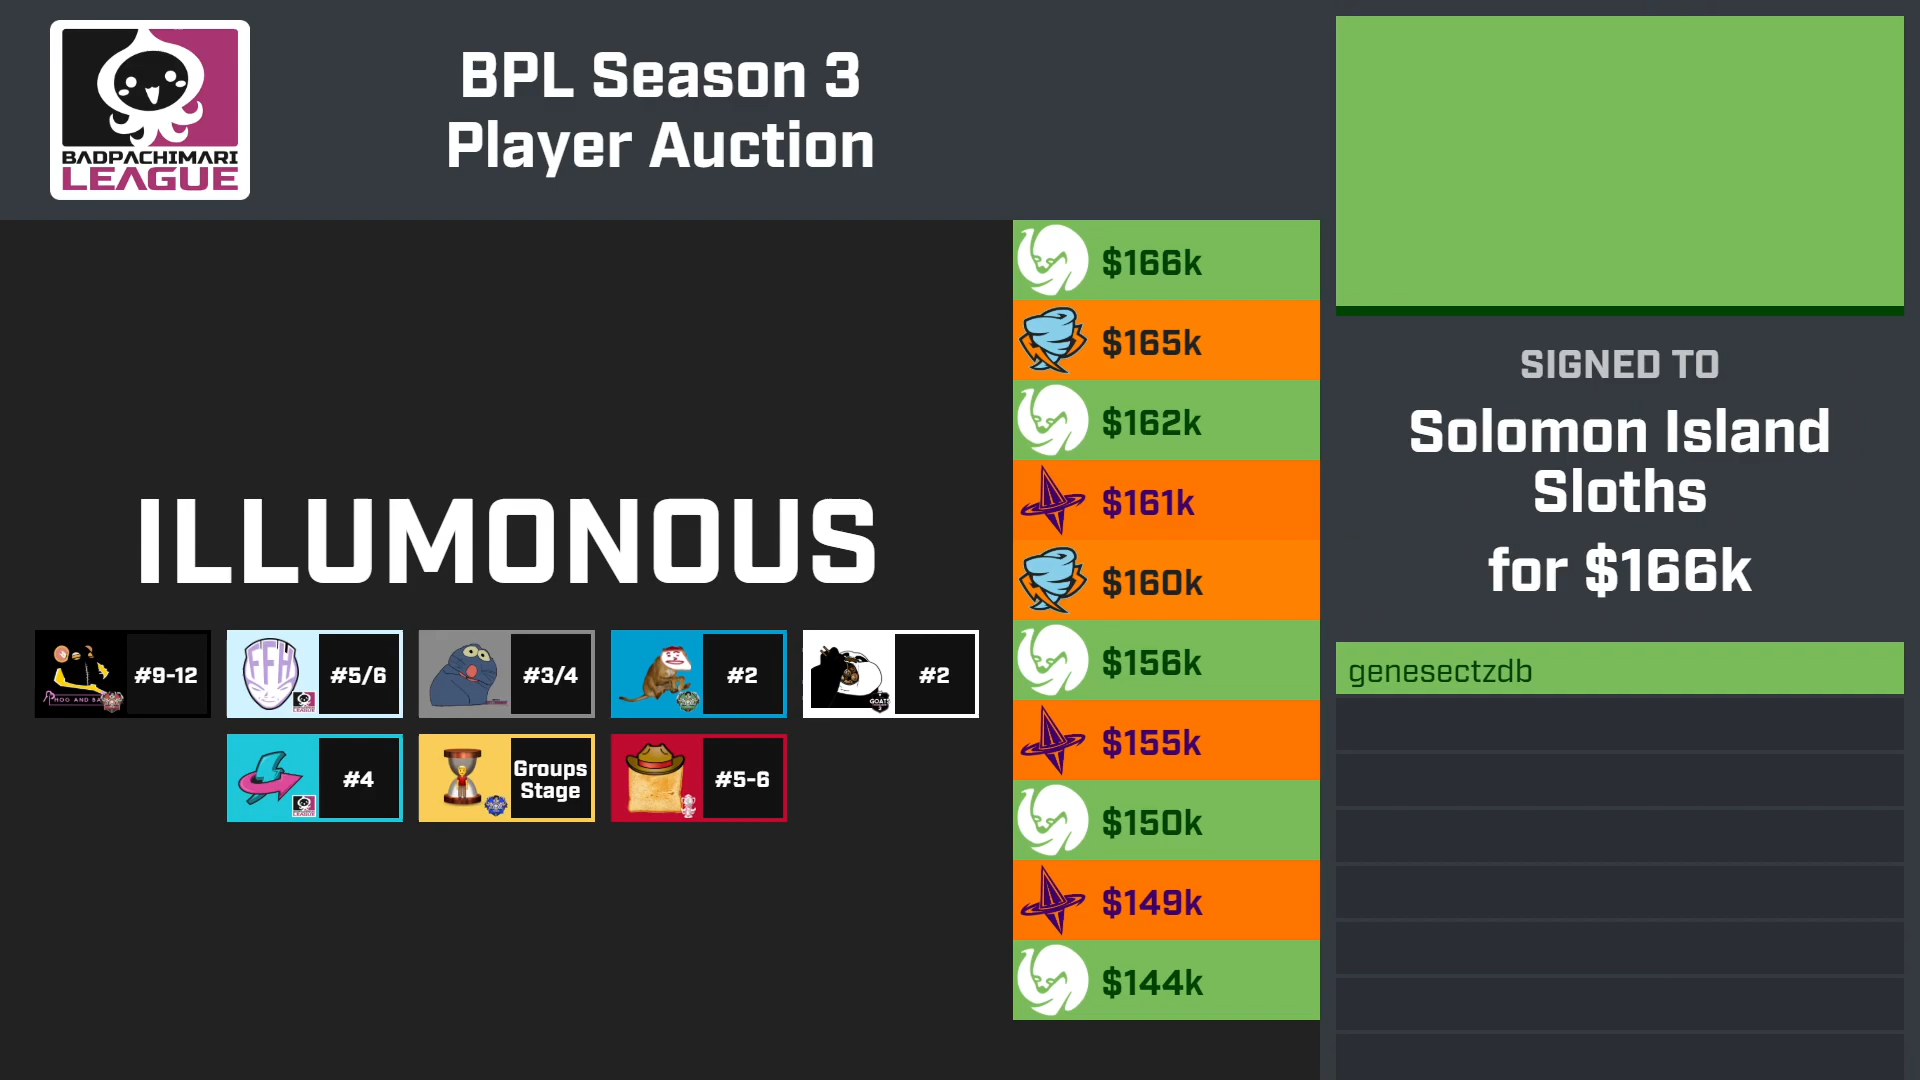 BADPACHIMARI
LEAGUE
BPL Season 3
Player Auction
ILLUMONOUS
#9-12
FFH
#5/6
#3/4
#2
#2
#4
Groups
Stage
#5-6
$166k
$165k
$162k
$161k
$160k
$156k
$155k
$150k
$149k
$144k
SIGNED TO
Solomon Island
Sloths
for $166k
genesectzdb